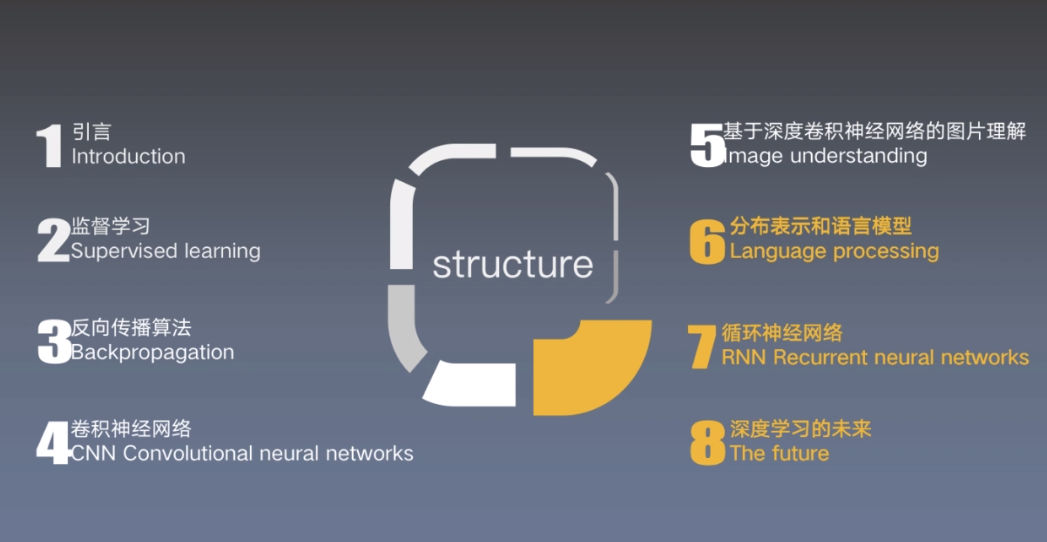 1 引言
Introduction
2 监督学习
Supervised learning
3 反向传播算法
Backpropagation
4 卷积神经网络
CNN Convolutional neural networks
structure
5 基于深度卷积神经网络的图片理解
Image understanding
6 分布表示和语言模型
Language processing
7 循环神经网络
RNN Recurrent neural networks
8 深度学习的未来
The future